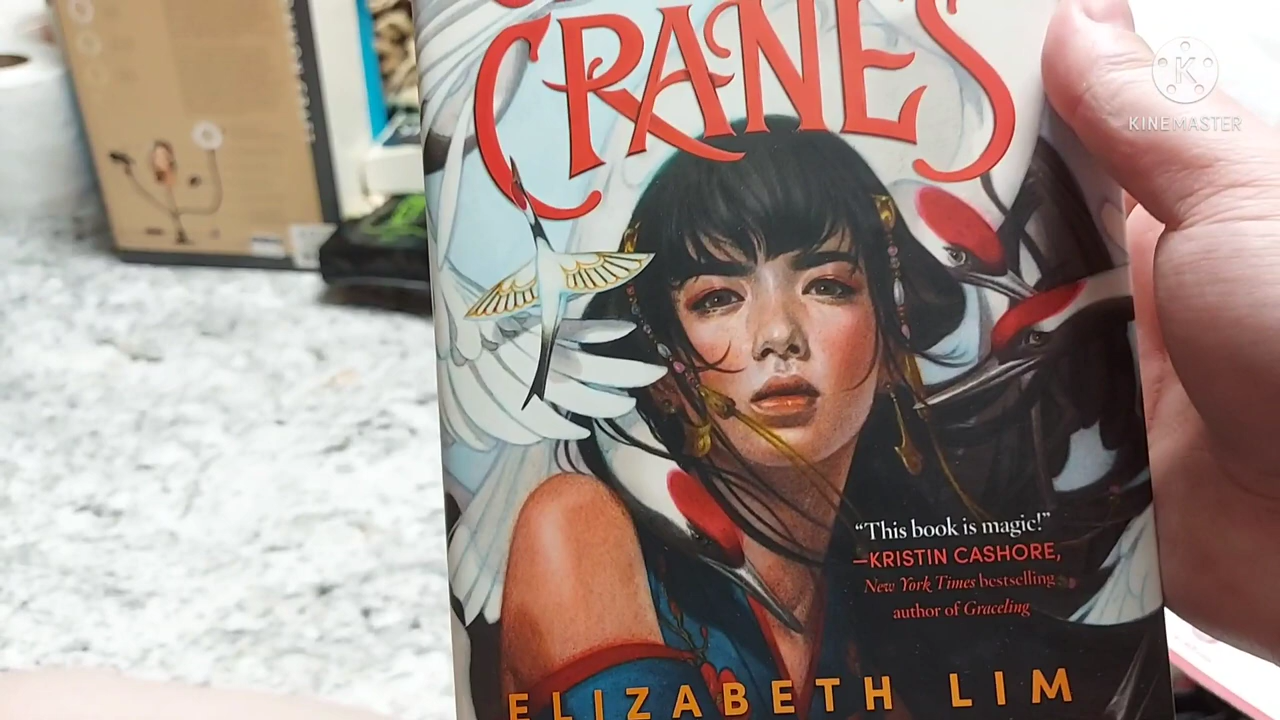 CRANES
KINEMASTER
“This book is magic!”
—KRISTIN CASHORE,
New York Times bestselling
author of Graceling
ELIZABETH LIM